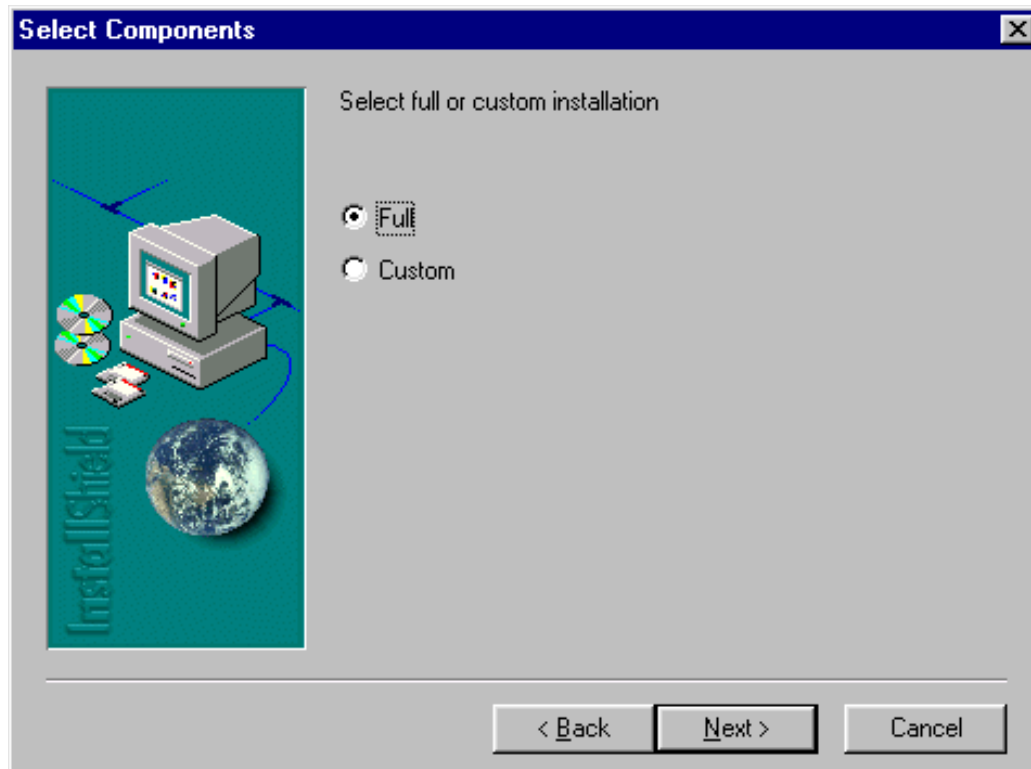 Select Components
Select full or custom installation
Full
Custom
InstallShield
< Back
Next >
Cancel